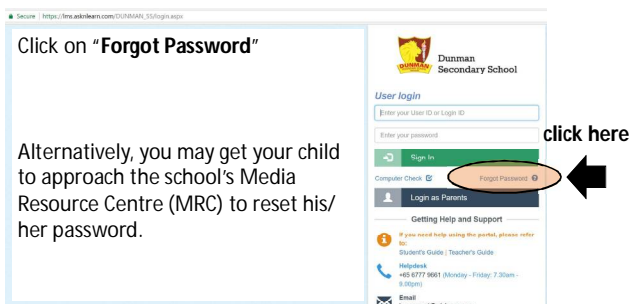 Secure | https://lms.asknlearn.com/DUNMAN_SS/login.aspx
Click on "Forgot Password"
Alternatively, you may get your child
to approach the school's Media
Resource Centre (MRC) to reset his/
her password.
DUNMAN
Dunman
Secondary School
User login
Enter your User ID or Login ID
Enter your password
Sign In
Computer Check
Forgot Password
click here
Login as Parents
Getting Help and Support
If you need help using the portal, please refer
to:
Student's Guide | Teacher's Guide
Helpdesk
+65 6777 9661 (Monday - Friday: 7.30am -
9.00pm)
Email